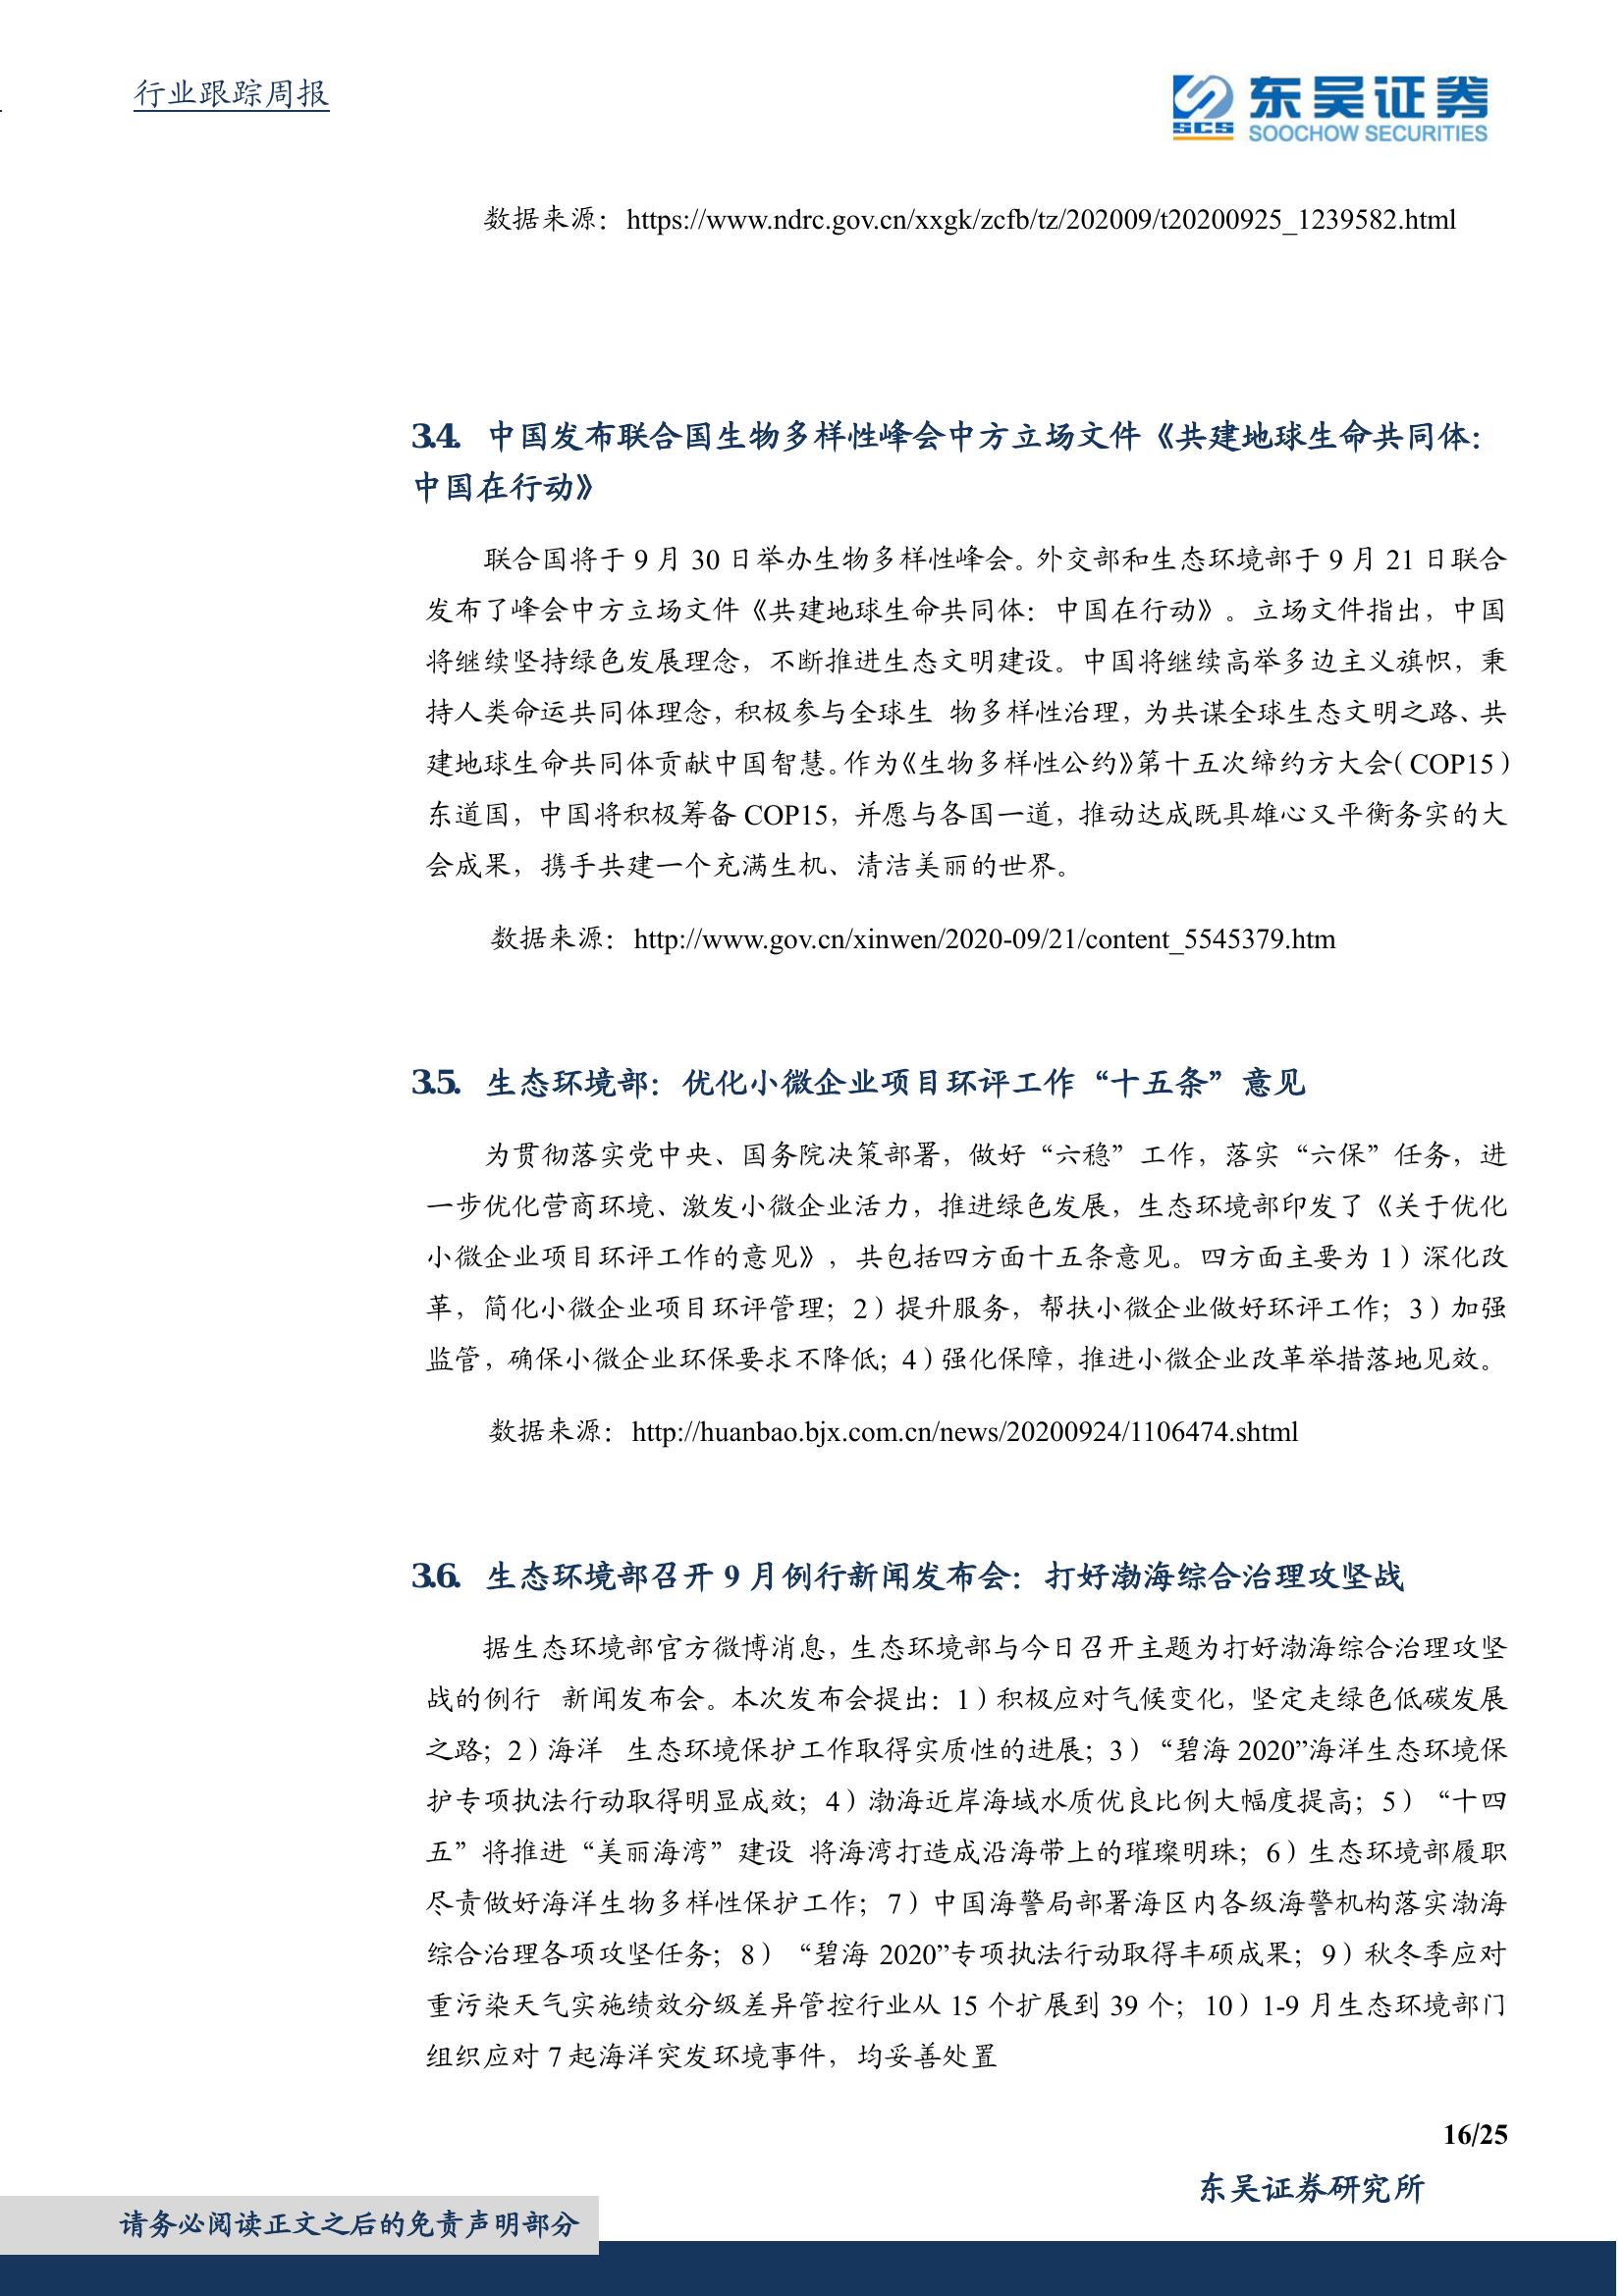 行业跟踪周报
东吴证券
SCS
SOOCHOW SECURITIES
数据来源：https://www.ndrc.gov.cn/xxgk/zcfb/tz/202009/t20200925_1239582.html
3.4. 中国发布联合国生物多样性峰会中方立场文件《共建地球生命共同体：
中国在行动》
联合国将于 9 月 30 日举办生物多样性峰会。外交部和生态环境部于 9 月 21 日联合
发布了峰会中方立场文件《共建地球生命共同体：中国在行动》。立场文件指出，中国
将继续坚持绿色发展理念，不断推进生态文明建设。中国将继续高举多边主义旗帜，秉
持人类命运共同体理念，积极参与全球生 物多样性治理，为共谋全球生态文明之路、共
建地球生命共同体贡献中国智慧。作为《生物多样性公约》第十五次缔约方大会（COP15）
东道国，中国将积极筹备 COP15，并愿与各国一道，推动达成既具雄心又平衡务实的大
会成果，携手共建一个充满生机、清洁美丽的世界。
数据来源：http://www.gov.cn/xinwen/2020-09/21/content_5545379.htm
3.5. 生态环境部：优化小微企业项目环评工作“十五条”意见
为贯彻落实党中央、国务院决策部署，做好“六稳”工作，落实“六保”任务，进
一步优化营商环境、激发小微企业活力，推进绿色发展，生态环境部印发了《关于优化
小微企业项目环评工作的意见》，共包括四方面十五条意见。四方面主要为 1）深化改
革，简化小微企业项目环评管理；2）提升服务，帮扶小微企业做好环评工作；3）加强
监管，确保小微企业环保要求不降低；4）强化保障，推进小微企业改革举措落地见效。
数据来源：http://huanbao.bjx.com.cn/news/20200924/1106474.shtml
3.6. 生态环境部召开 9 月例行新闻发布会：打好渤海综合治理攻坚战
据生态环境部官方微博消息，生态环境部与今日召开主题为打好渤海综合治理攻坚
战的例行 新闻发布会。本次发布会提出：1）积极应对气候变化，坚定走绿色低碳发展
之路；2）海洋 生态环境保护工作取得实质性的进展；3）“碧海 2020”海洋生态环境保
护专项执法行动取得明显成效；4）渤海近岸海域水质优良比例大幅度提高；5）“十四
五”将推进“美丽海湾”建设 将海湾打造成沿海带上的璀璨明珠；6）生态环境部履职
尽责做好海洋生物多样性保护工作；7）中国海警局部署海区内各级海警机构落实渤海
综合治理各项攻坚任务；8）“碧海 2020”专项执法行动取得丰硕成果；9）秋冬季应对
重污染天气实施绩效分级差异管控行业从 15 个扩展到 39 个；10）1-9 月生态环境部门
组织应对 7 起海洋突发环境事件，均妥善处置
16/25
东吴证券研究所
请务必阅读正文之后的免责声明部分